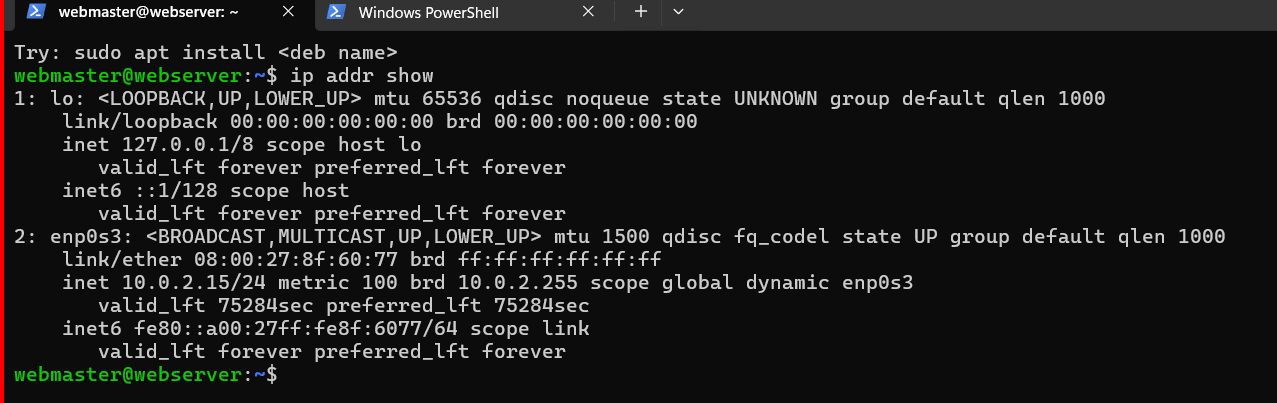 webmaster@webserver: ~ Windows PowerShell
Try: sudo apt install <deb name>
webmaster@webserver:~$ ip addr show
1: lo: <LOOPBACK,UP,LOWER_UP> mtu 65536 qdisc noqueue state UNKNOWN group default qlen 1000
    link/loopback 00:00:00:00:00:00 brd 00:00:00:00:00:00
    inet 127.0.0.1/8 scope host lo
       valid_lft forever preferred_lft forever
    inet6 ::1/128 scope host
       valid_lft forever preferred_lft forever
2: enp0s3: <BROADCAST,MULTICAST,UP,LOWER_UP> mtu 1500 qdisc fq_codel state UP group default qlen 1000
    link/ether 08:00:27:8f:60:77 brd ff:ff:ff:ff:ff:ff
    inet 10.0.2.15/24 metric 100 brd 10.0.2.255 scope global dynamic enp0s3
       valid_lft 75284sec preferred_lft 75284sec
    inet6 fe80::a00:27ff:fe8f:6077/64 scope link
       valid_lft forever preferred_lft forever
webmaster@webserver:~$